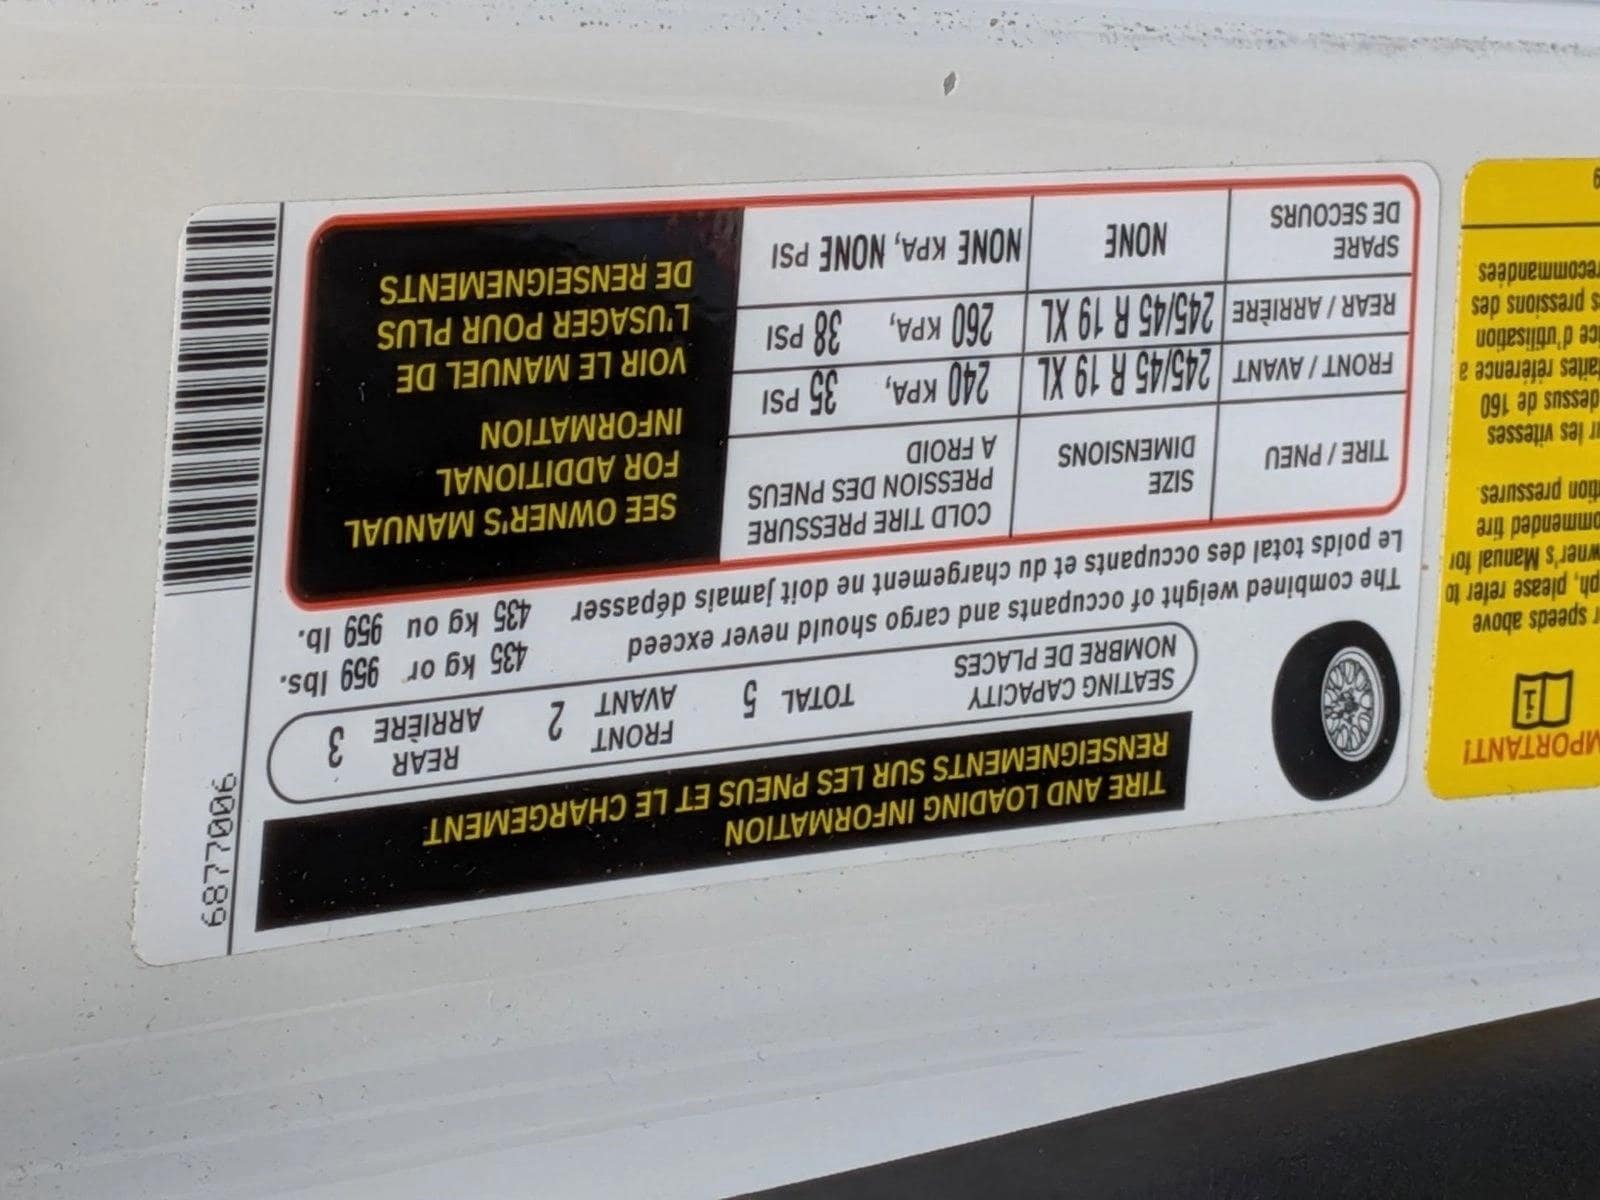 MPORTANT!
speeds above
please refer to
Manual for
tire
pressures.
les vitesses
dessus de 160
référence a
d'utilisation
pressions des
recommandées
TIRE AND LOADING INFORMATION
RENSEIGNEMENTS SUR LES PNEUS ET LE CHARGEMENT
SEATING CAPACITY
NOMBRE DE PLACES
TOTAL 5
FRONT
AVANT
2
REAR
ARRIÈRE
3
The combined weight of occupants and cargo should never exceed 435 kg or 959 lbs.
Le poids total des occupants et du chargement ne doit jamais dépasser 435 kg ou 959 lb.
TIRE / PNEU
SIZE
DIMENSIONS
COLD TIRE PRESSURE
PRESSION DES PNEUS
A FROID
FRONT / AVANT 245/45 R 19 XL 240 KPA, 35 PSI
REAR / ARRIÈRE 245/45 R 19 XL 260 KPA, 38 PSI
SPARE
DE SECOURS
NONE NONE KPA, NONE PSI
SEE OWNER'S MANUAL
FOR ADDITIONAL
INFORMATION
VOIR LE MANUEL DE
L'USAGER POUR PLUS
DE RENSEIGNEMENTS
6877006